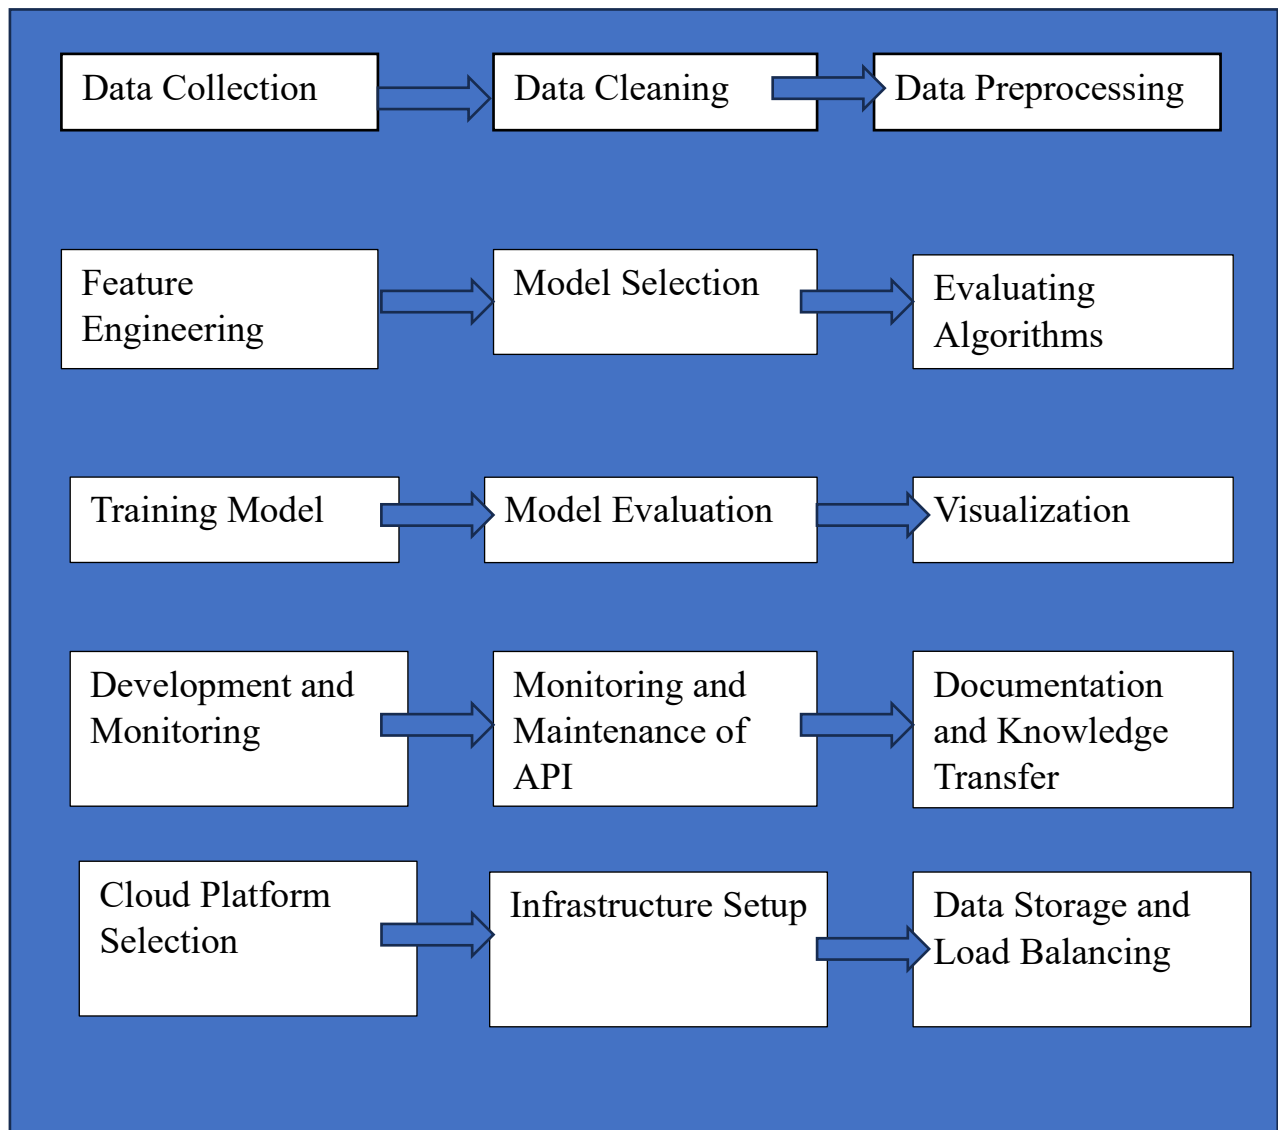 Data Collection
Data Cleaning
Data Preprocessing
Feature
Engineering
Model Selection
Evaluating
Algorithms
Training Model
Model Evaluation
Visualization
Development and
Monitoring
Monitoring and
Maintenance of
API
Documentation
and Knowledge
Transfer
Cloud Platform
Selection
Infrastructure Setup
Data Storage and
Load Balancing